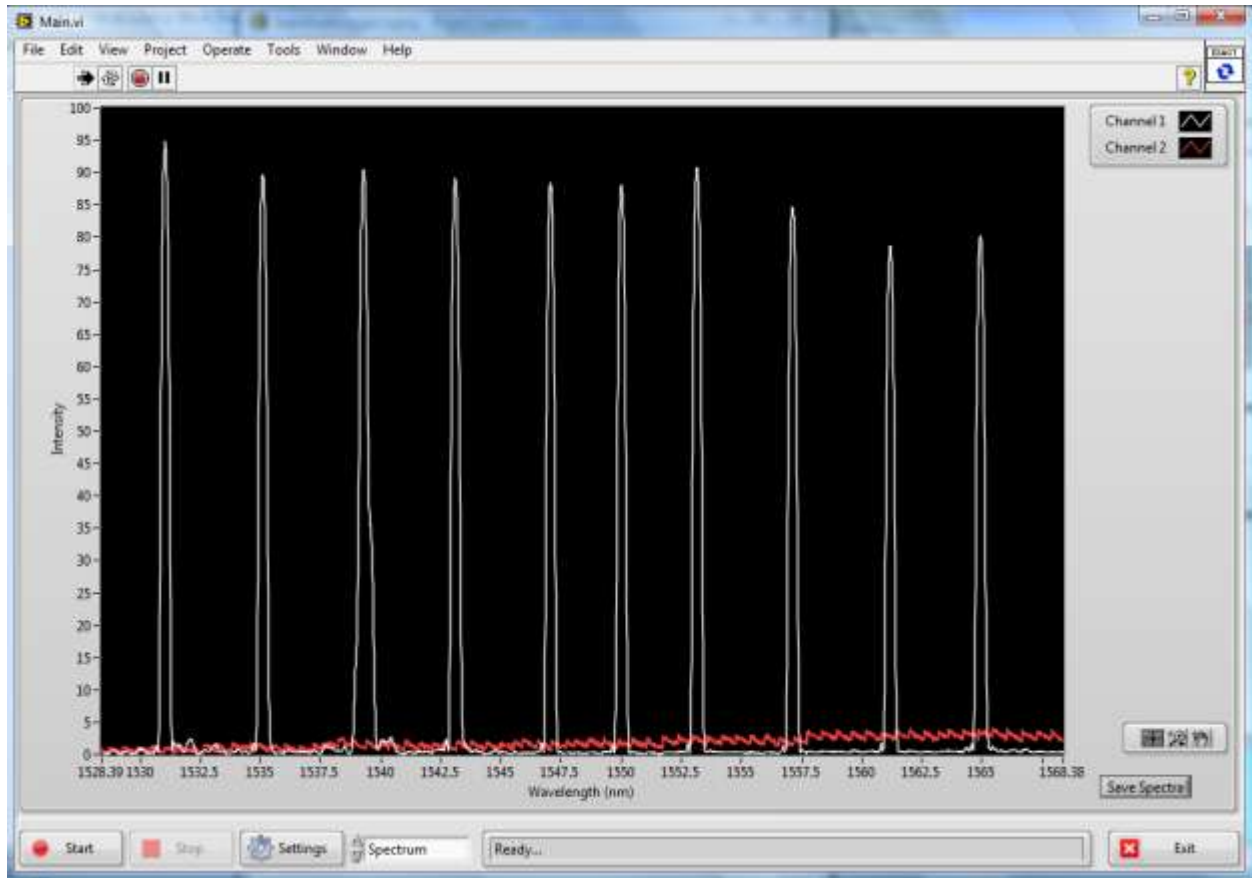 Main.vi
File Edit View Project Operate Tools Window Help
Channel 1
Channel 2
100
95
90
85
80
75
70
65
60
55
50
45
40
35
30
25
20
15
10
5
0
Intensity
1528.39 1530 1532.5 1535 1537.5 1540 1542.5 1545 1547.5 1550 1552.5 1555 1557.5 1560 1562.5 1565 1568.38
Wavelength (nm)
Save Spectra
Start Stop Settings Spectrum Ready... Exit